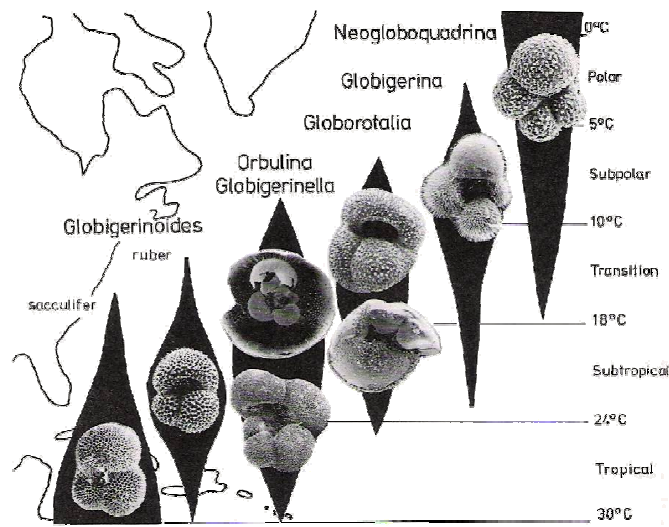 Neogloboquadrina
0°C
Globigerina
Polar
Globorotalia
5°C
Orbulina
Globigerinella
Subpolar
Globigerinoides
10°C
ruber
Transition
sacculifer
18°C
Subtropical
24°C
Tropical
30°C